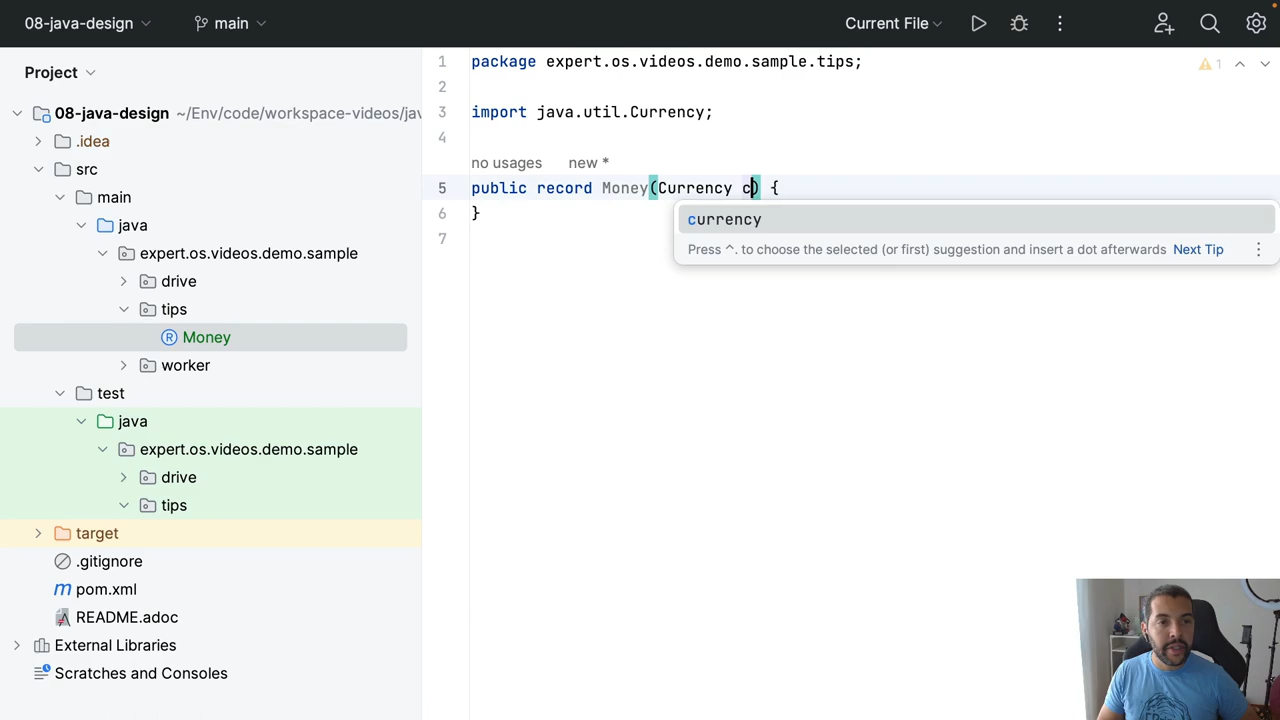 08-java-design
main
Current File
Project
08-java-design ~/Env/code/workspace-videos/jav
.idea
src
main
java
expert.os.videos.demo.sample
drive
tips
Money
worker
test
java
expert.os.videos.demo.sample
drive
tips
target
.gitignore
pom.xml
README.adoc
External Libraries
Scratches and Consoles
1 package expert.os.videos.demo.sample.tips;
2
3 import java.util.Currency;
4
no usages new *
5 public record Money(Currency c) {
6 }
7
1
currency
Press ^. to choose the selected (or first) suggestion and insert a dot afterwards Next Tip